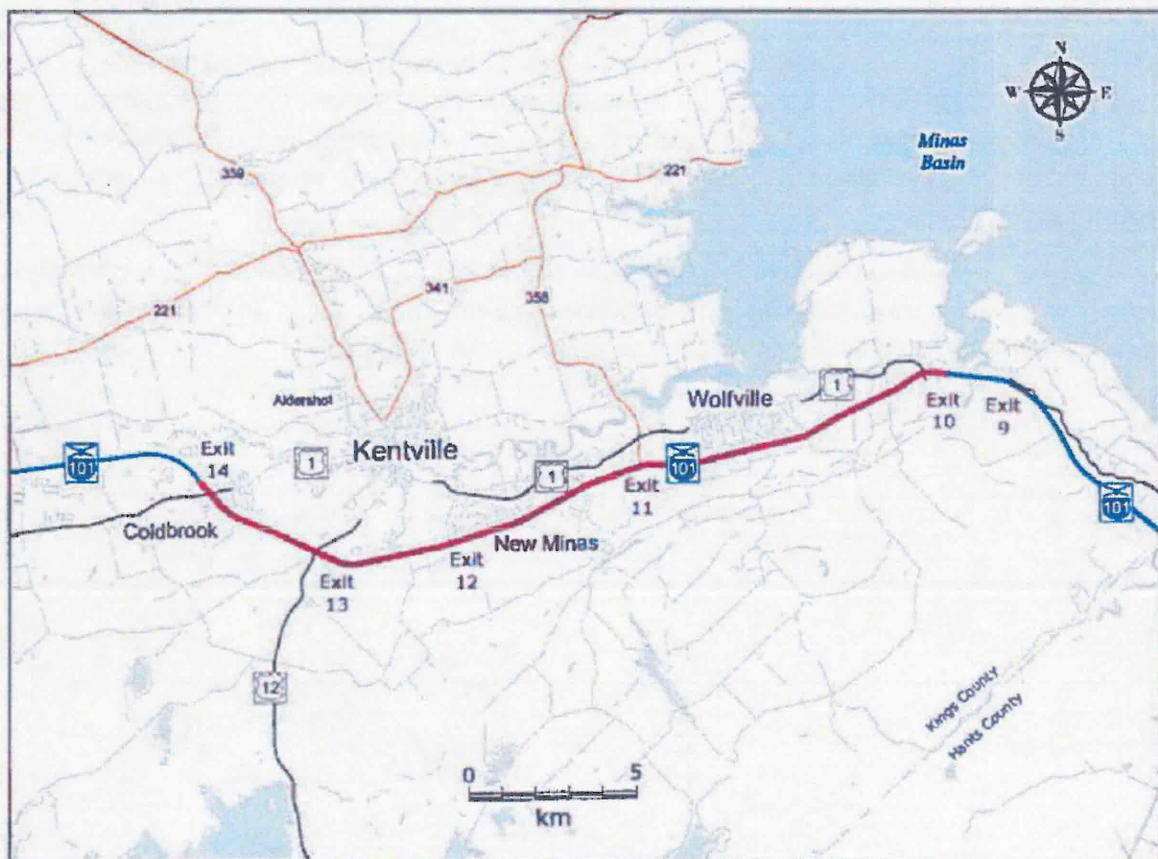 N
W E
S
Minas
Basin
359
221
341
358
221
1
Wolfville
Aldershot
Kentville
Exit
10
Exit
9
Exit
14
101
1
1
101
Exit
11
101
Coldbrook
New Minas
Exit
12
Exit
13
12
Kings County
Hants County
0 5
km